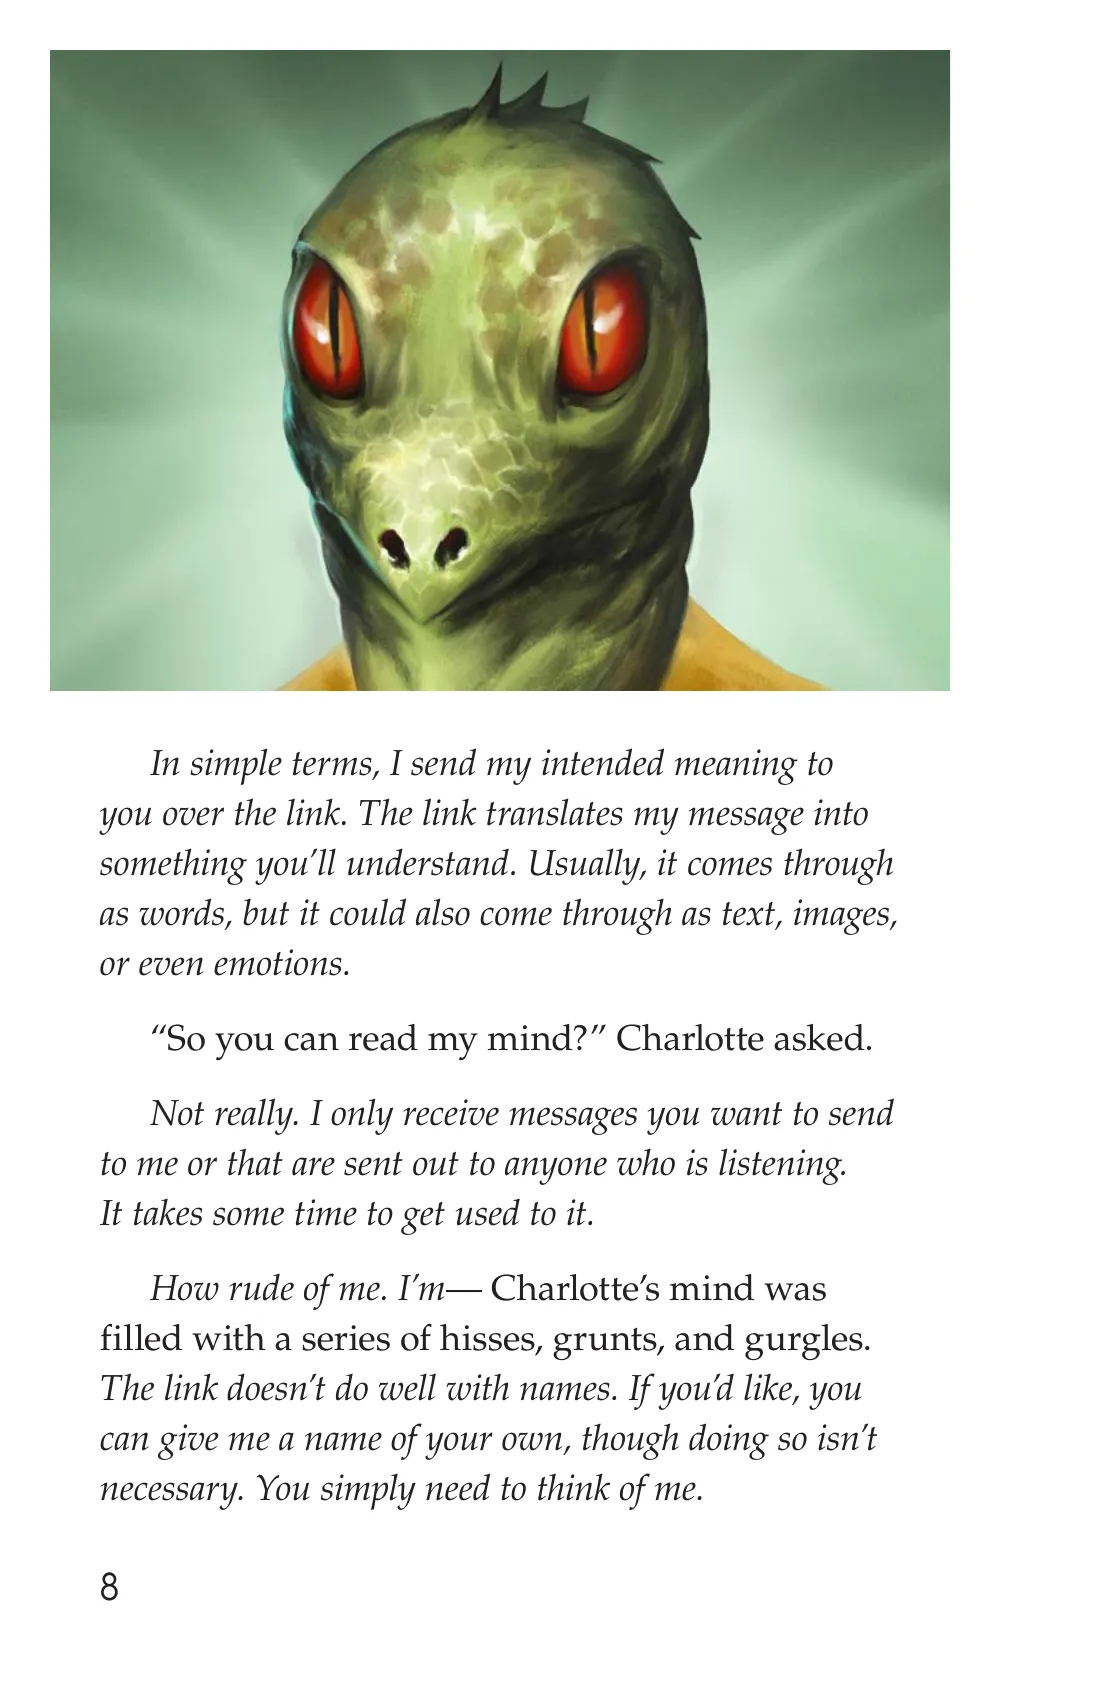 In simple terms, I send my intended meaning to
you over the link. The link translates my message into
something you’ll understand. Usually, it comes through
as words, but it could also come through as text, images,
or even emotions.
“So you can read my mind?” Charlotte asked.
Not really. I only receive messages you want to send
to me or that are sent out to anyone who is listening.
It takes some time to get used to it.
How rude of me. I’m— Charlotte’s mind was
filled with a series of hisses, grunts, and gurgles.
The link doesn’t do well with names. If you’d like, you
can give me a name of your own, though doing so isn’t
necessary. You simply need to think of me.
8